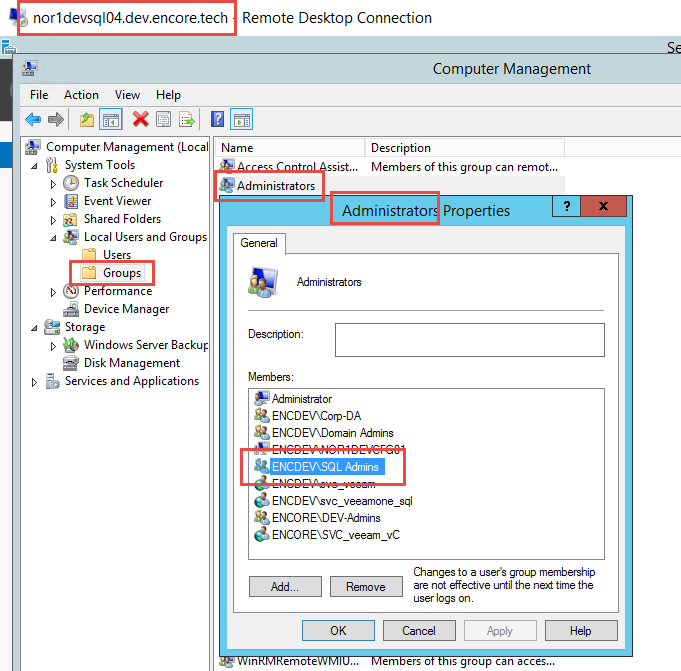 nor1devsql04.dev.encore.tech - Remote Desktop Connection
Se
Computer Management
File Action View Help
Computer Management (Local
System Tools
Task Scheduler
Event Viewer
Shared Folders
Local Users and Groups
Users
Groups
Performance
Device Manager
Storage
Windows Server Backup
Disk Management
Services and Applications
Name Description
Access Control Assist... Members of this group can remot...
Administrators
Administrators Properties
? x
General
Administrators
Description:
Members:
Administrator
ENCDEV\Corp-DA
ENCDEV\Domain Admins
ENCDEV\NOR1DEVCFG01
ENCDEV\SQL Admins
ENCDEV\svc_veeam
ENCDEV\svc_veeamone_sql
ENCORE\DEV-Admins
ENCORE\SVC_veeam_vC
Add... Remove
Changes to a user's group membership
are not effective until the next time the
user logs on.
OK Cancel Apply Help
WinRMRemoteWMIU... Members of this group can acces...